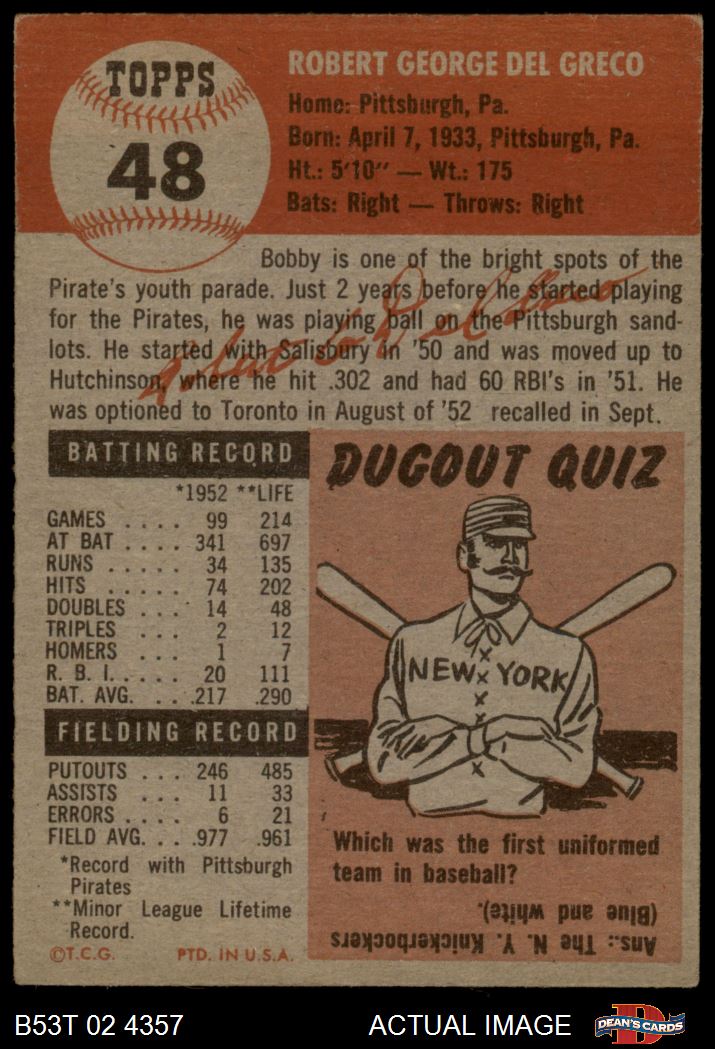 TOPPS
48
ROBERT GEORGE DEL GRECO
Home: Pittsburgh, Pa.
Born: April 7, 1933, Pittsburgh, Pa.
Ht.: 5'10" — Wt.: 175
Bats: Right — Throws: Right
Bobby is one of the bright spots of the
Pirate's youth parade. Just 2 years before he started playing
for the Pirates, he was playing ball on the Pittsburgh sand-
lots. He started with Salisbury in '50 and was moved up to
Hutchinson, where he hit .302 and had 60 RBI's in '51. He
was optioned to Toronto in August of '52 recalled in Sept.
BATTING RECORD
*1952 **LIFE
GAMES .... 99 214
AT BAT .... 341 697
RUNS .... 34 135
HITS .... 74 202
DOUBLES ... 14 48
TRIPLES ... 2 12
HOMERS ... 1 7
R. B. I. .... 20 111
BAT. AVG. ... .217 .290
FIELDING RECORD
PUTOUTS ... 246 485
ASSISTS ... 11 33
ERRORS .... 6 21
FIELD AVG. ... .977 .961
*Record with Pittsburgh
Pirates
**Minor League Lifetime
Record.
©T.C.G. PTD. IN U.S.A.
DUGOUT QUIZ
NEW YORK
Which was the first uniformed
team in baseball?
Ans.: The N. Y. Knickerbockers
(Blue and white).
B53T 02 4357
ACTUAL IMAGE
D
DEAN'S CARDS